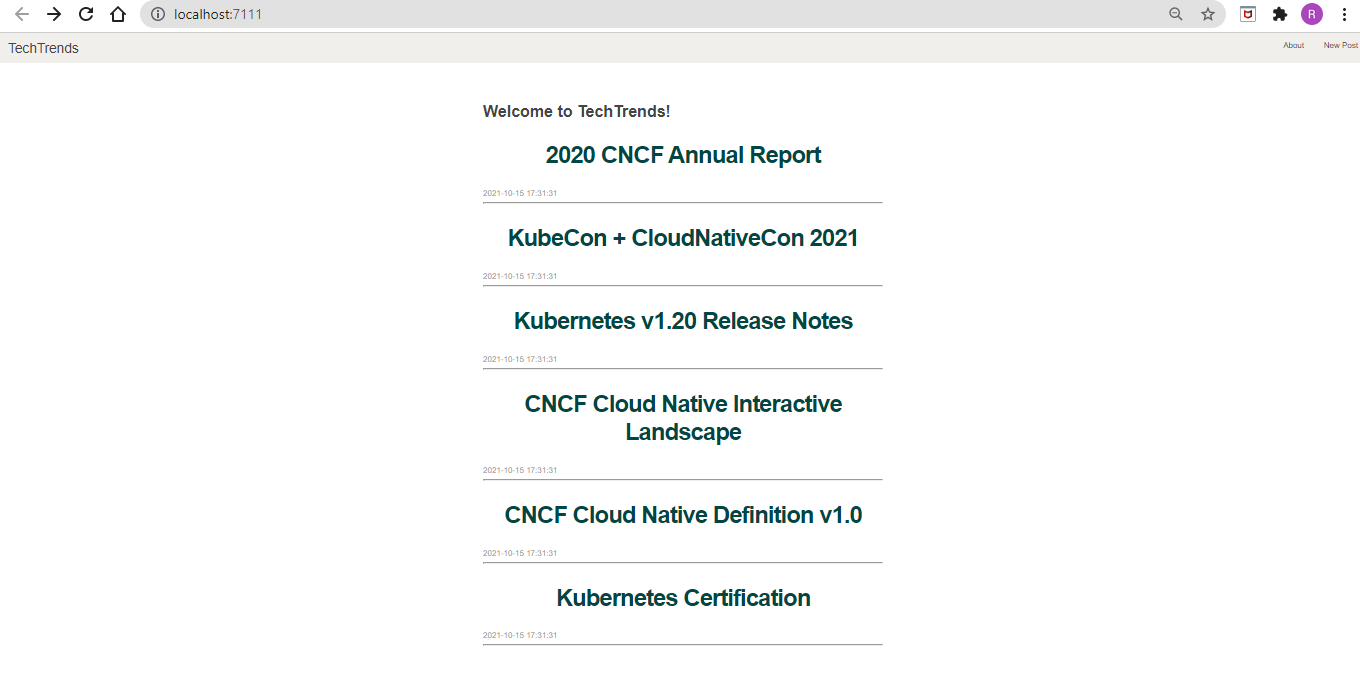 localhost:7111
R
TechTrends
About
New Post
Welcome to TechTrends!
2020 CNCF Annual Report
2021-10-15 17:31:31
KubeCon + CloudNativeCon 2021
2021-10-15 17:31:31
Kubernetes v1.20 Release Notes
2021-10-15 17:31:31
CNCF Cloud Native Interactive
Landscape
2021-10-15 17:31:31
CNCF Cloud Native Definition v1.0
2021-10-15 17:31:31
Kubernetes Certification
2021-10-15 17:31:31